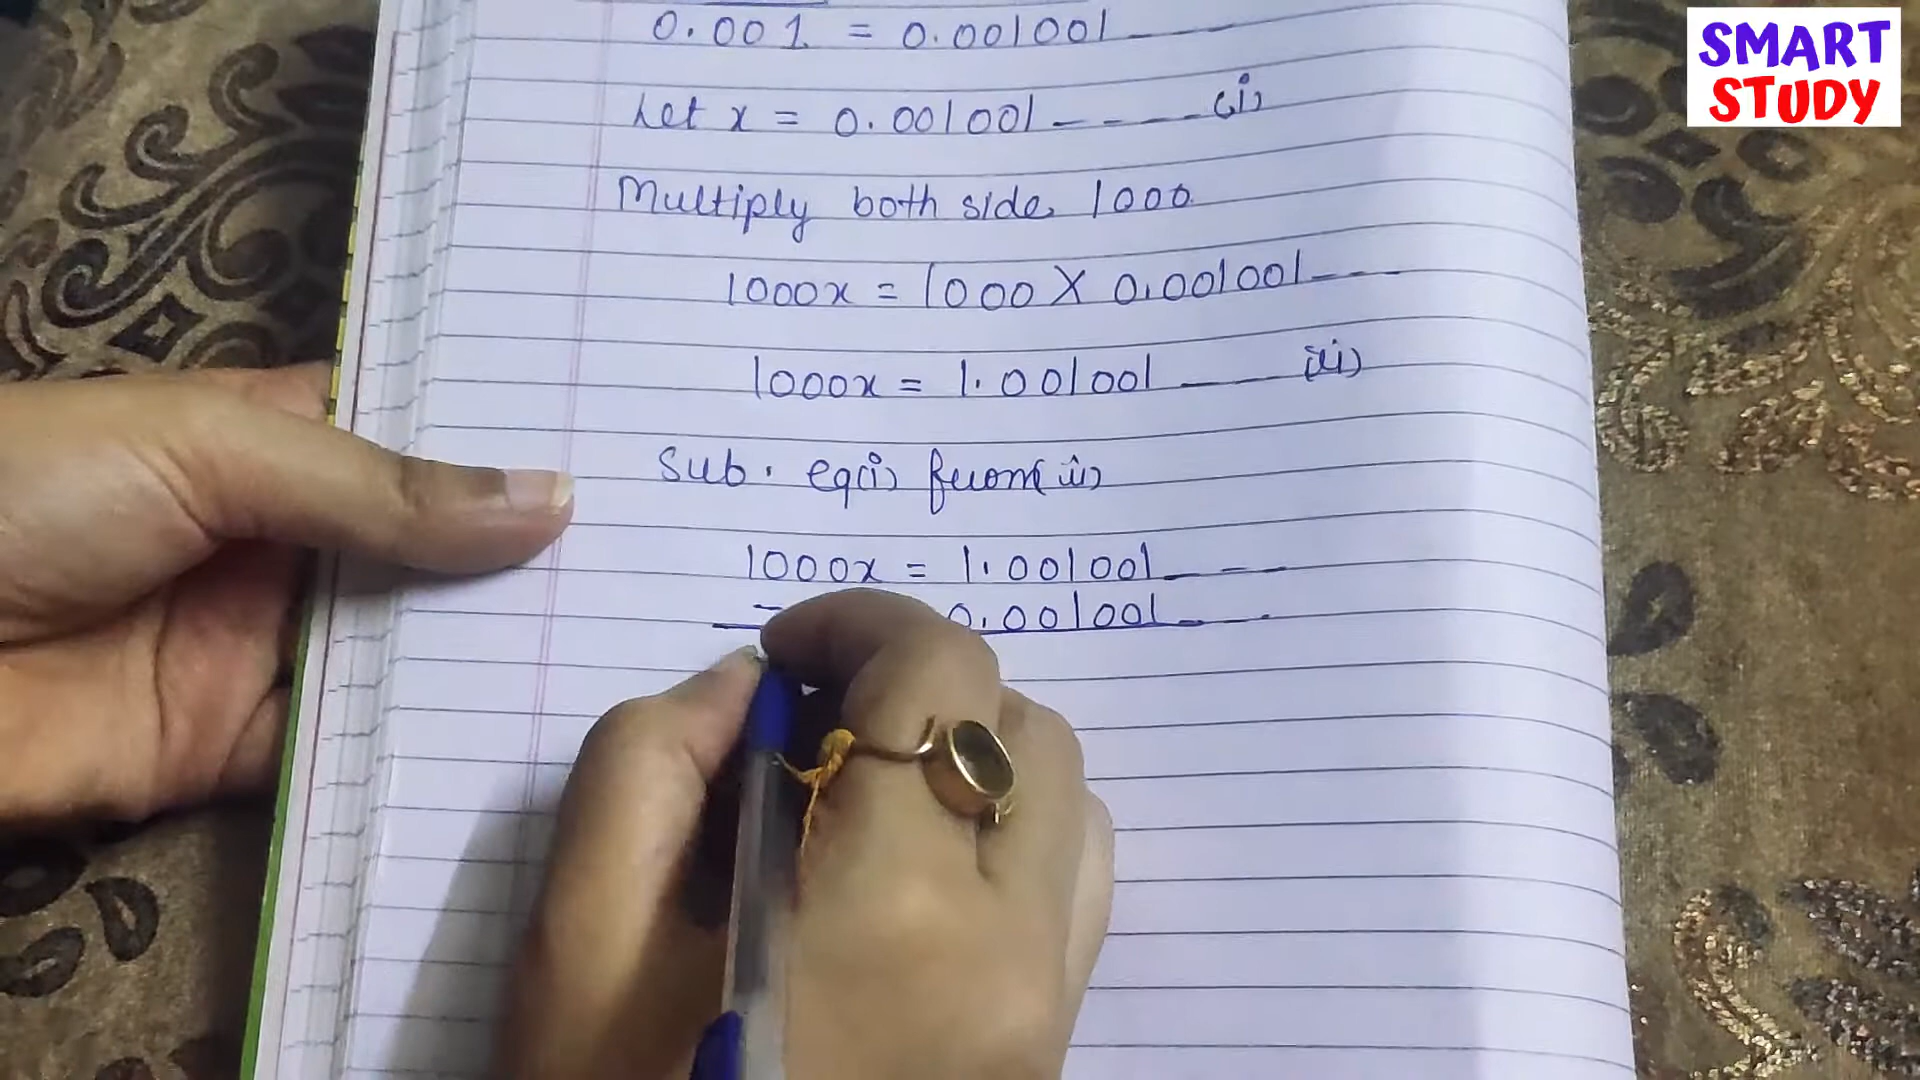 SMART
STUDY
0.001 = 0.001001 ——
Let x = 0.001001 ---- (i)
Multiply both side 1000
1000x = 1000 X 0.001001 ---
1000x = 1.001001 —— (ii)
Sub. eq(i) from (ii)
1000x = 1.001001 ---
0.001001 ---